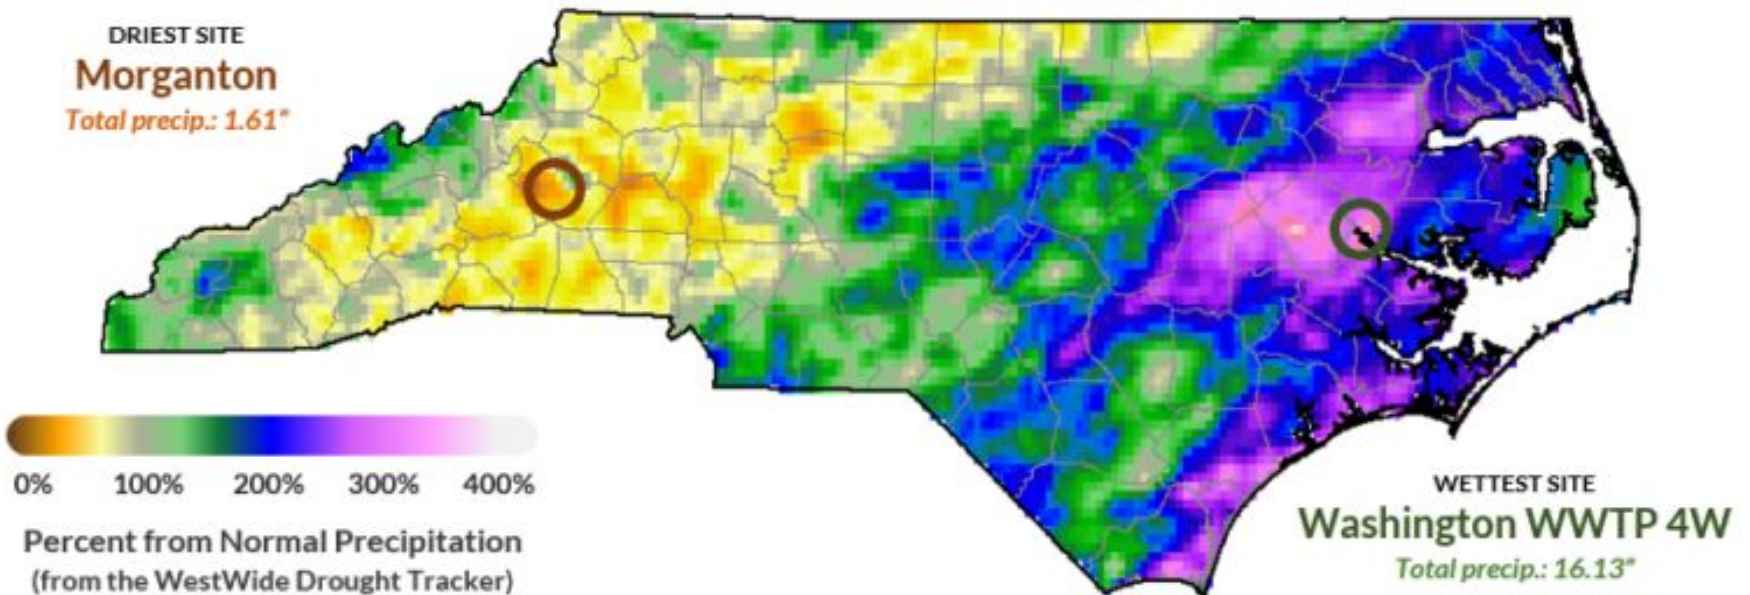 DRIEST SITE
Morganton
Total precip.: 1.61”
0% 100% 200% 300% 400%
Percent from Normal Precipitation
(from the WestWide Drought Tracker)
WETTEST SITE
Washington WWTP 4W
Total precip.: 16.13”